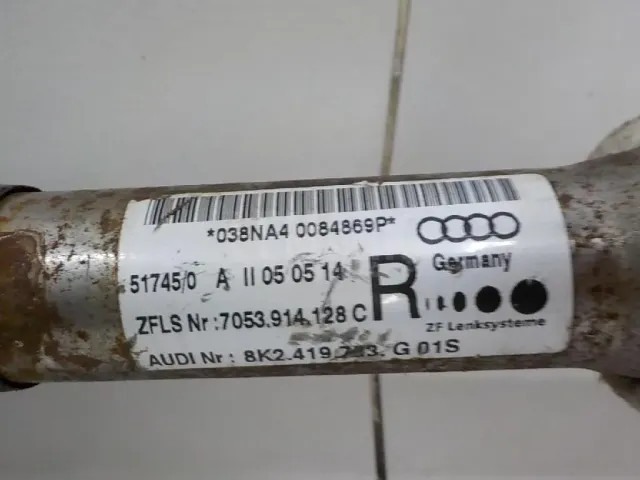 *038NA4 0084869P*
51745/0 A II 05 05 14
R
Germany
ZFLS Nr:7053.914.128 C
ZF Lenksysteme
AUDI Nr: 8K2.419.753. G 01S